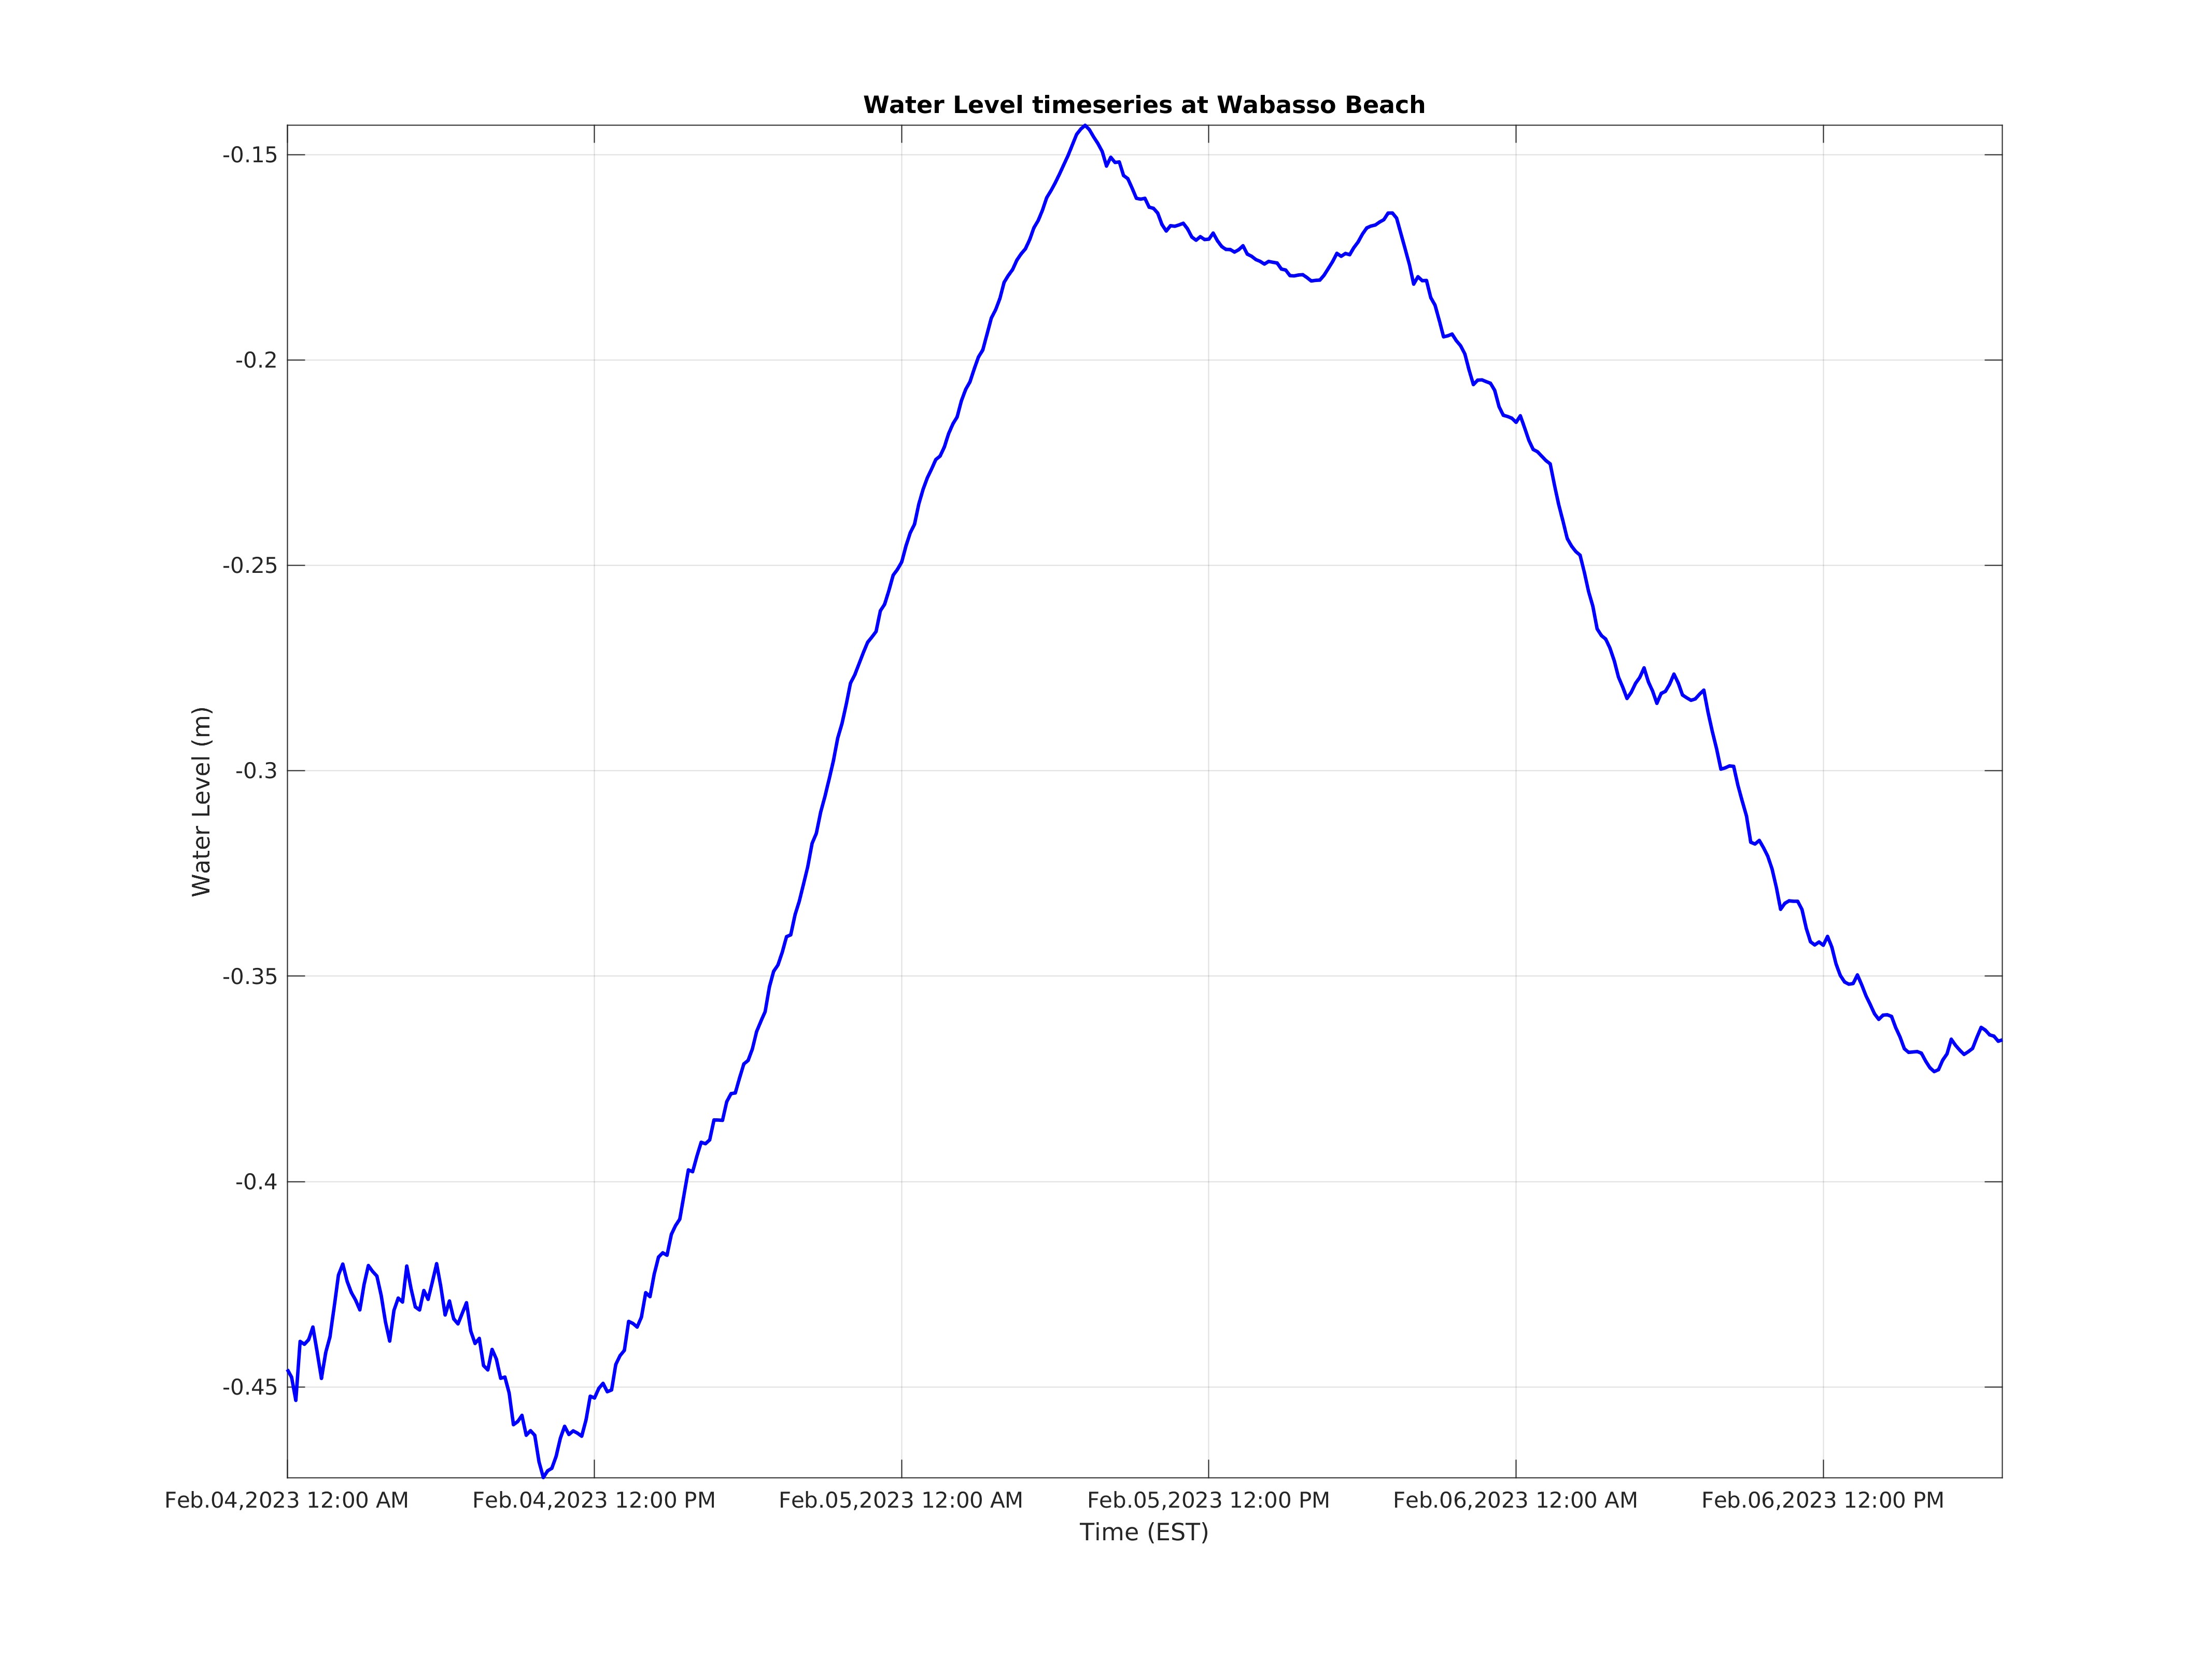 Water Level timeseries at Wabasso Beach
-0.15
-0.2
-0.25
-0.3
-0.35
-0.4
-0.45
Water Level (m)
Feb.04,2023 12:00 AM
Feb.04,2023 12:00 PM
Feb.05,2023 12:00 AM
Feb.05,2023 12:00 PM
Feb.06,2023 12:00 AM
Feb.06,2023 12:00 PM
Time (EST)